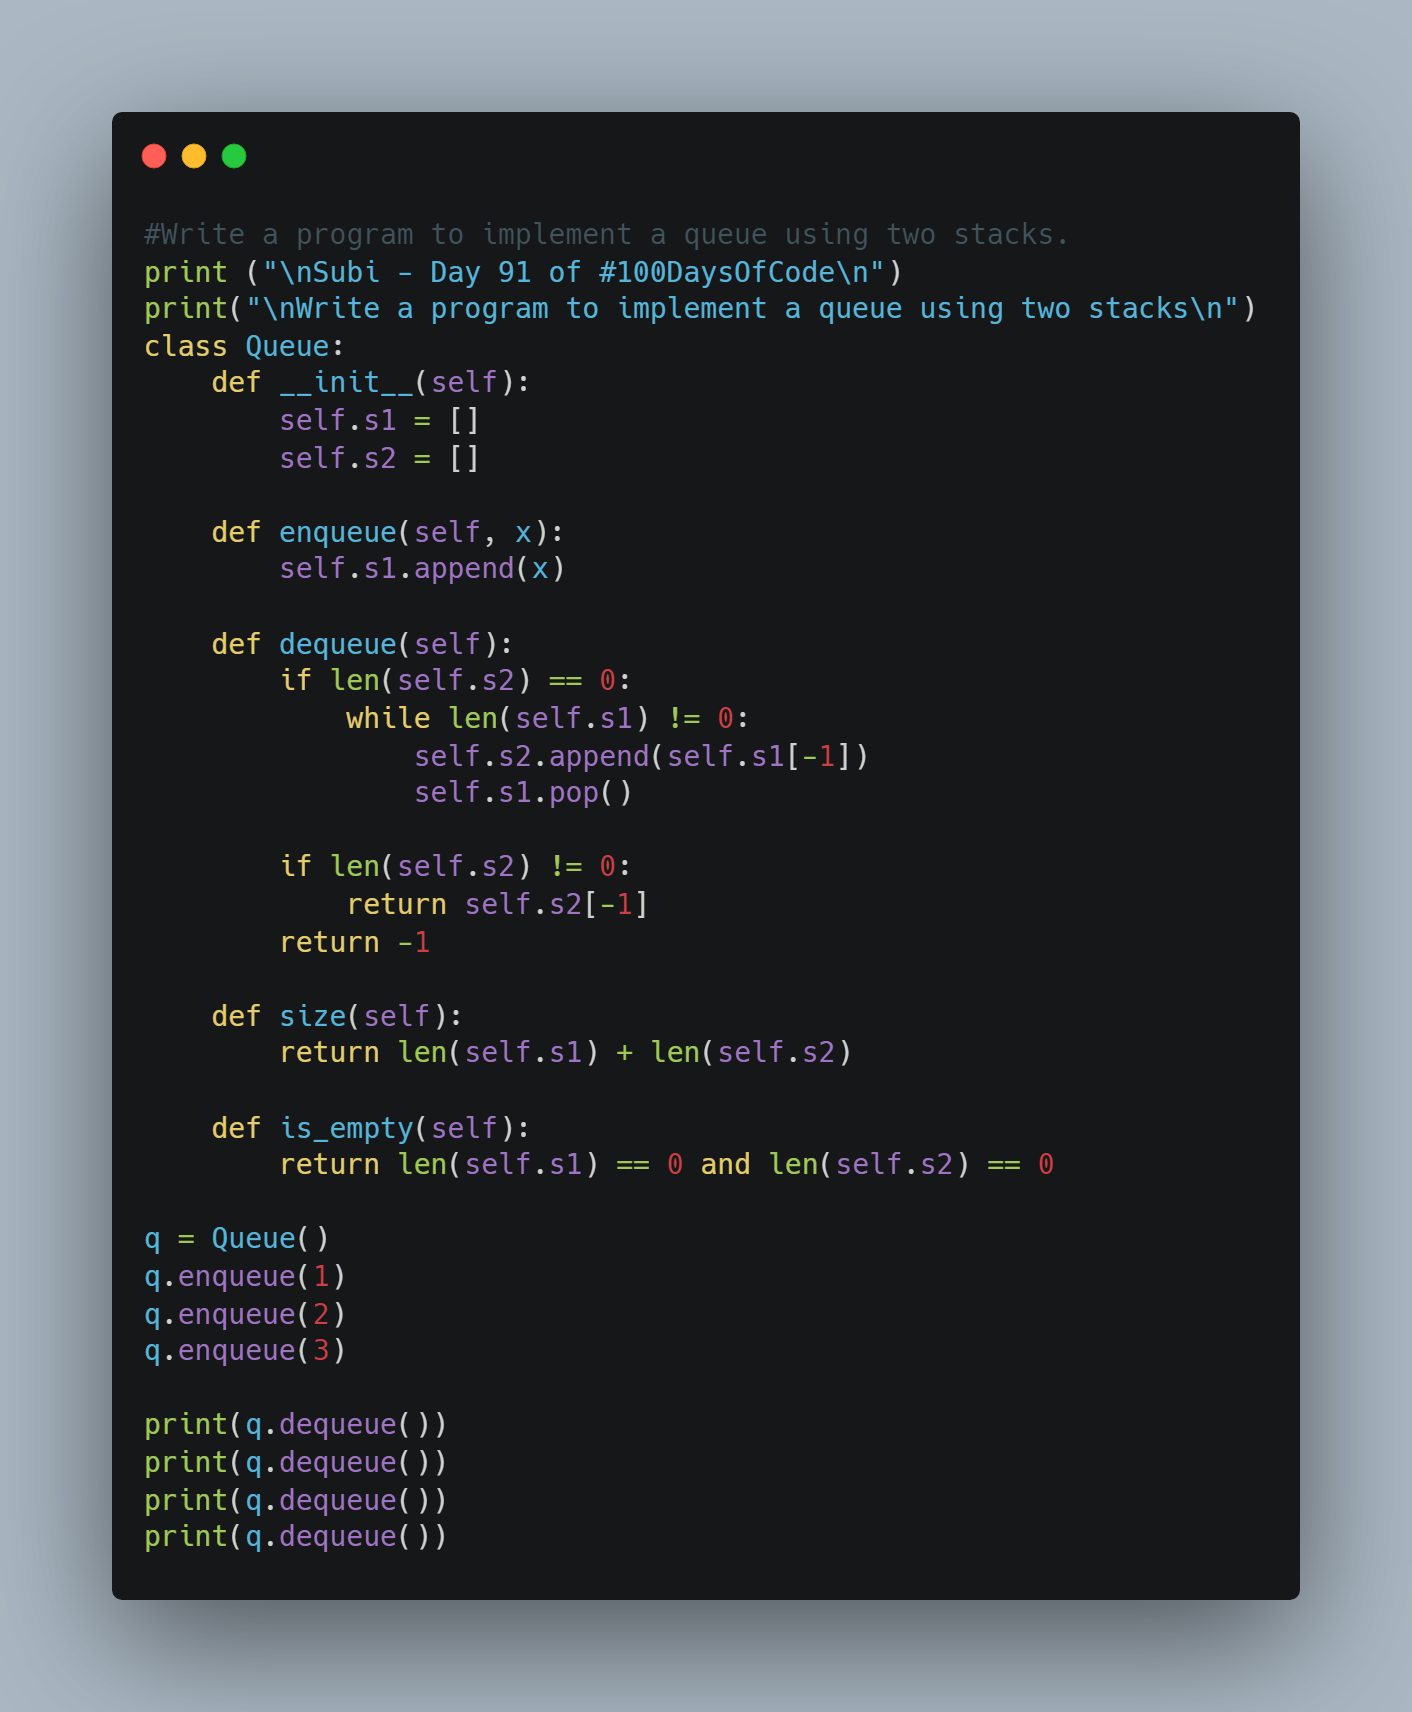 #Write a program to implement a queue using two stacks.
print ("\nSubi - Day 91 of #100DaysOfCode\n")
print("\nWrite a program to implement a queue using two stacks\n")
class Queue:
    def __init__(self):
        self.s1 = []
        self.s2 = []

    def enqueue(self, x):
        self.s1.append(x)

    def dequeue(self):
        if len(self.s2) == 0:
            while len(self.s1) != 0:
                self.s2.append(self.s1[-1])
                self.s1.pop()

        if len(self.s2) != 0:
            return self.s2[-1]
        return -1

    def size(self):
        return len(self.s1) + len(self.s2)

    def is_empty(self):
        return len(self.s1) == 0 and len(self.s2) == 0

q = Queue()
q.enqueue(1)
q.enqueue(2)
q.enqueue(3)

print(q.dequeue())
print(q.dequeue())
print(q.dequeue())
print(q.dequeue())